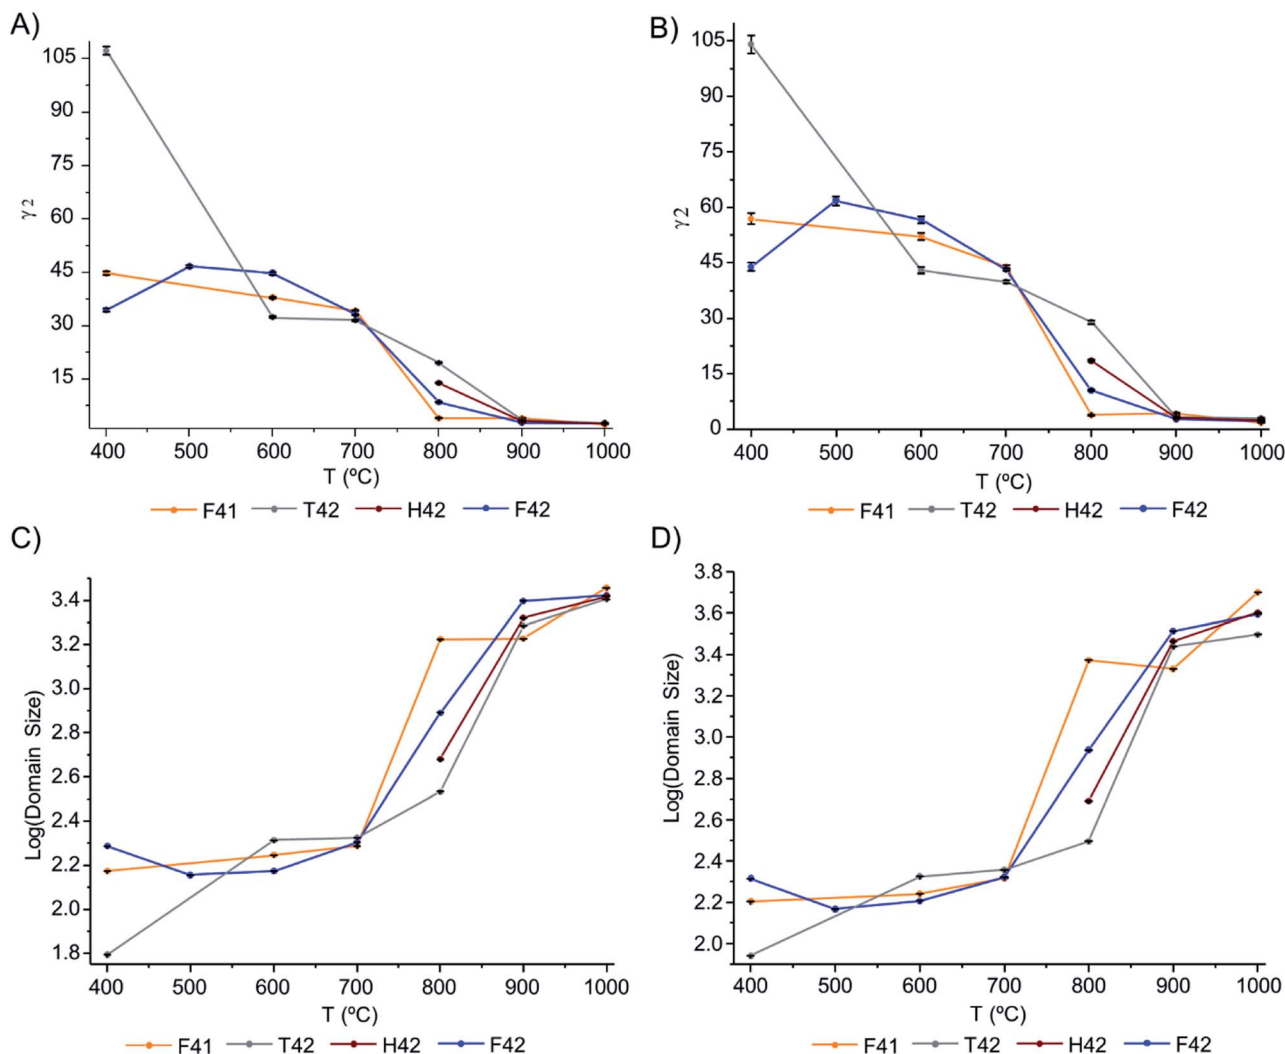 A)
γ2
105
90
75
60
45
30
15
400 500 600 700 800 900 1000
T (ºC)
F41 T42 H42 F42
B)
γ2
105
90
75
60
45
30
15
0
400 500 600 700 800 900 1000
T (ºC)
F41 T42 H42 F42
C)
Log(Domain Size)
3.4
3.2
3.0
2.8
2.6
2.4
2.2
2.0
1.8
400 500 600 700 800 900 1000
T (ºC)
F41 T42 H42 F42
D)
Log(Domain Size)
3.8
3.6
3.4
3.2
3.0
2.8
2.6
2.4
2.2
2.0
400 500 600 700 800 900 1000
T (ºC)
F41 T42 H42 F42